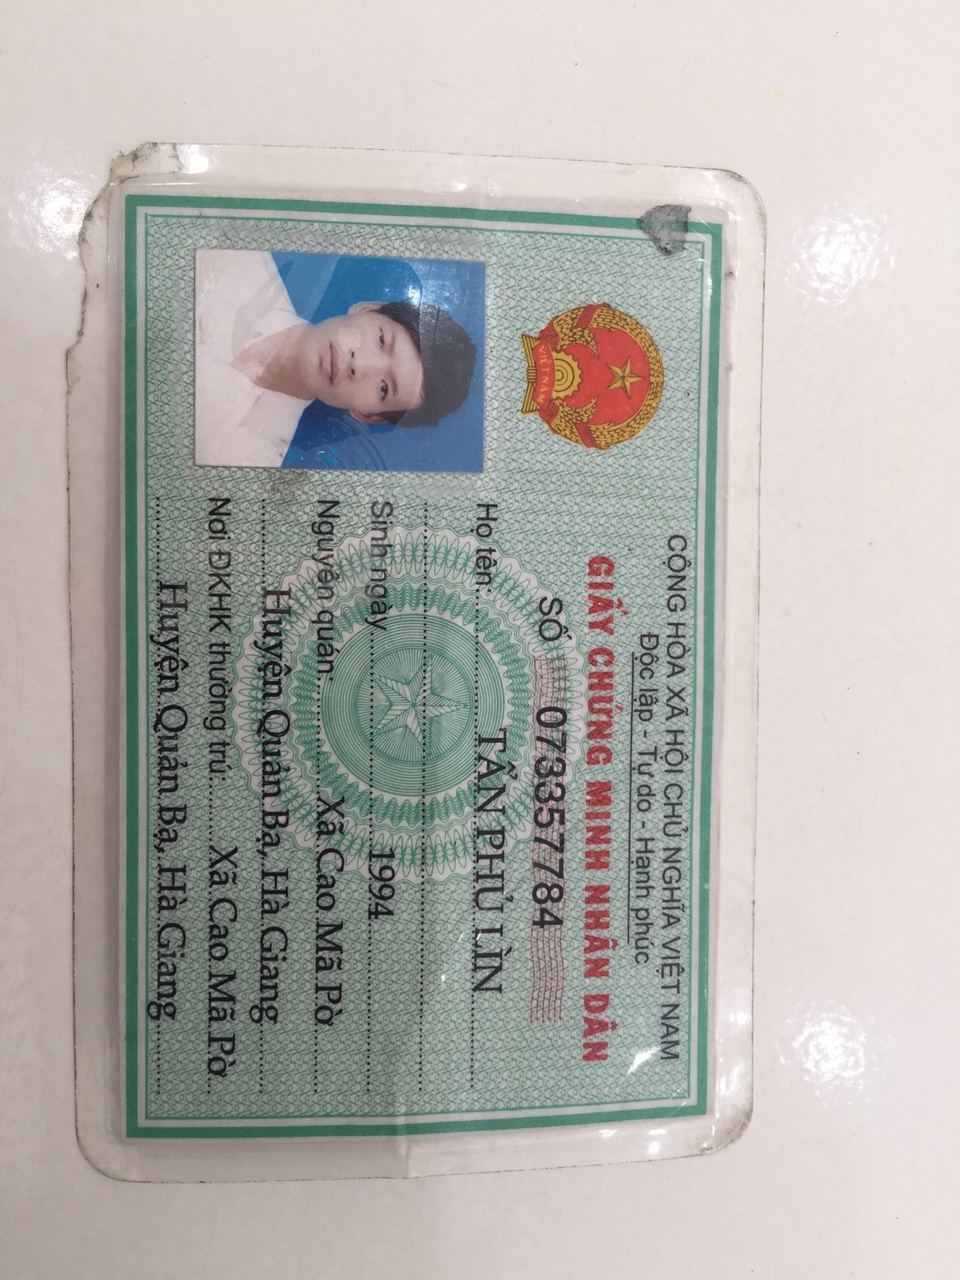 CỘNG HÒA XÃ HỘI CHỦ NGHĨA VIỆT NAM
Độc lập - Tự do - Hạnh phúc
GIẤY CHỨNG MINH NHÂN DÂN
SỐ 073357784
VIỆT NAM
Họ tên: TẨN PHỦ LÌN
Sinh ngày 1994
Nguyên quán: Xã Cao Mã Pờ
Huyện Quản Bạ, Hà Giang
Nơi ĐKHK thường trú: Xã Cao Mã Pờ
Huyện Quản Bạ, Hà Giang